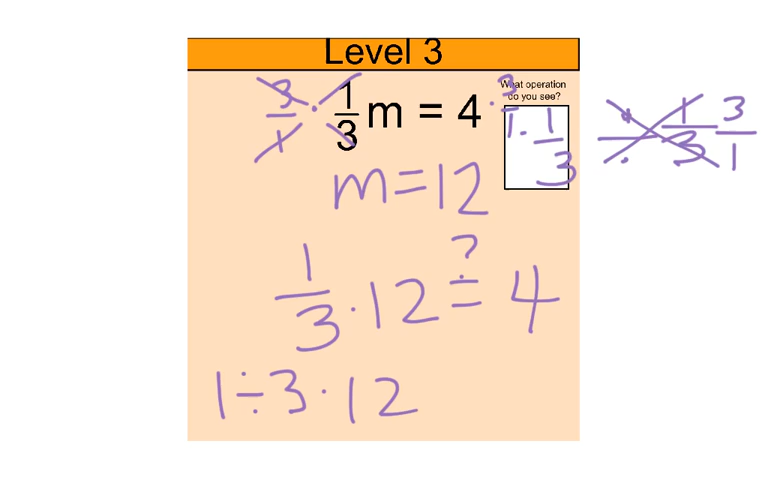 Level 3
What operation
do you see?
3/1 · 1/3 m = 4 · 3/1
· 1/3
1/3 3/1
m = 12
?
1/3 · 12 = 4
1 ÷ 3 · 12